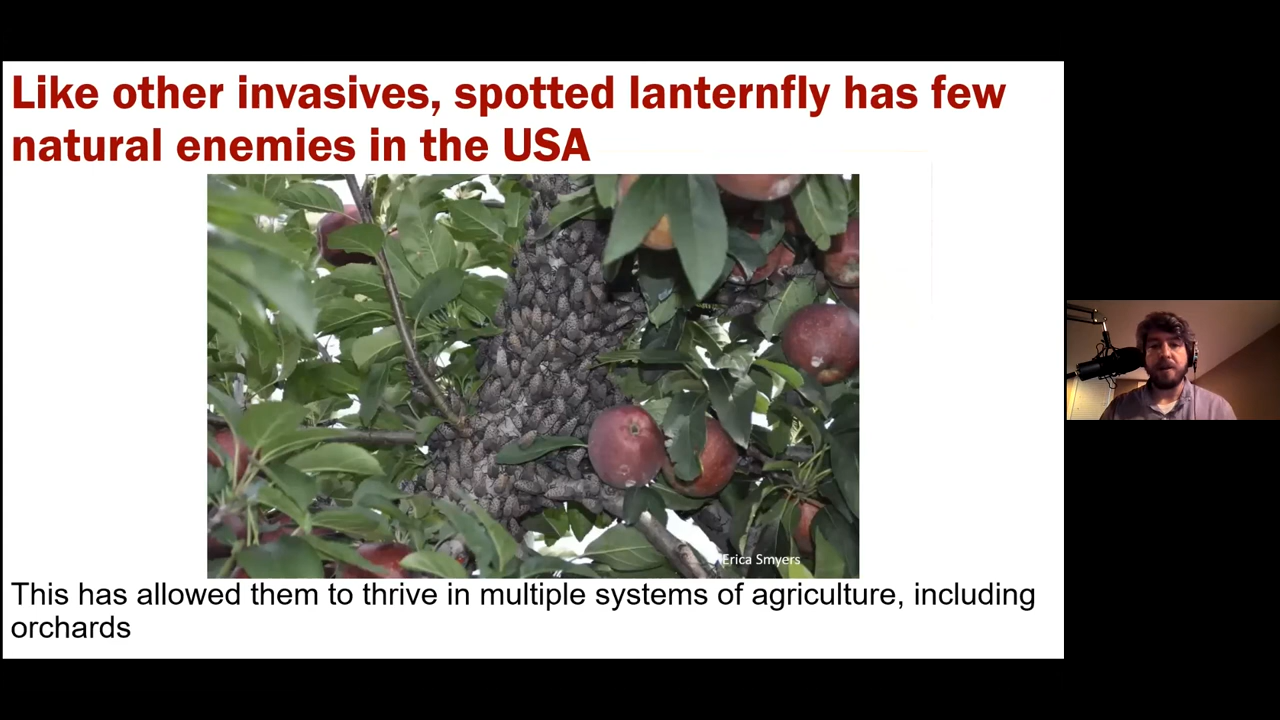 Like other invasives, spotted lanternfly has few
natural enemies in the USA
Erica Smyers
This has allowed them to thrive in multiple systems of agriculture, including
orchards